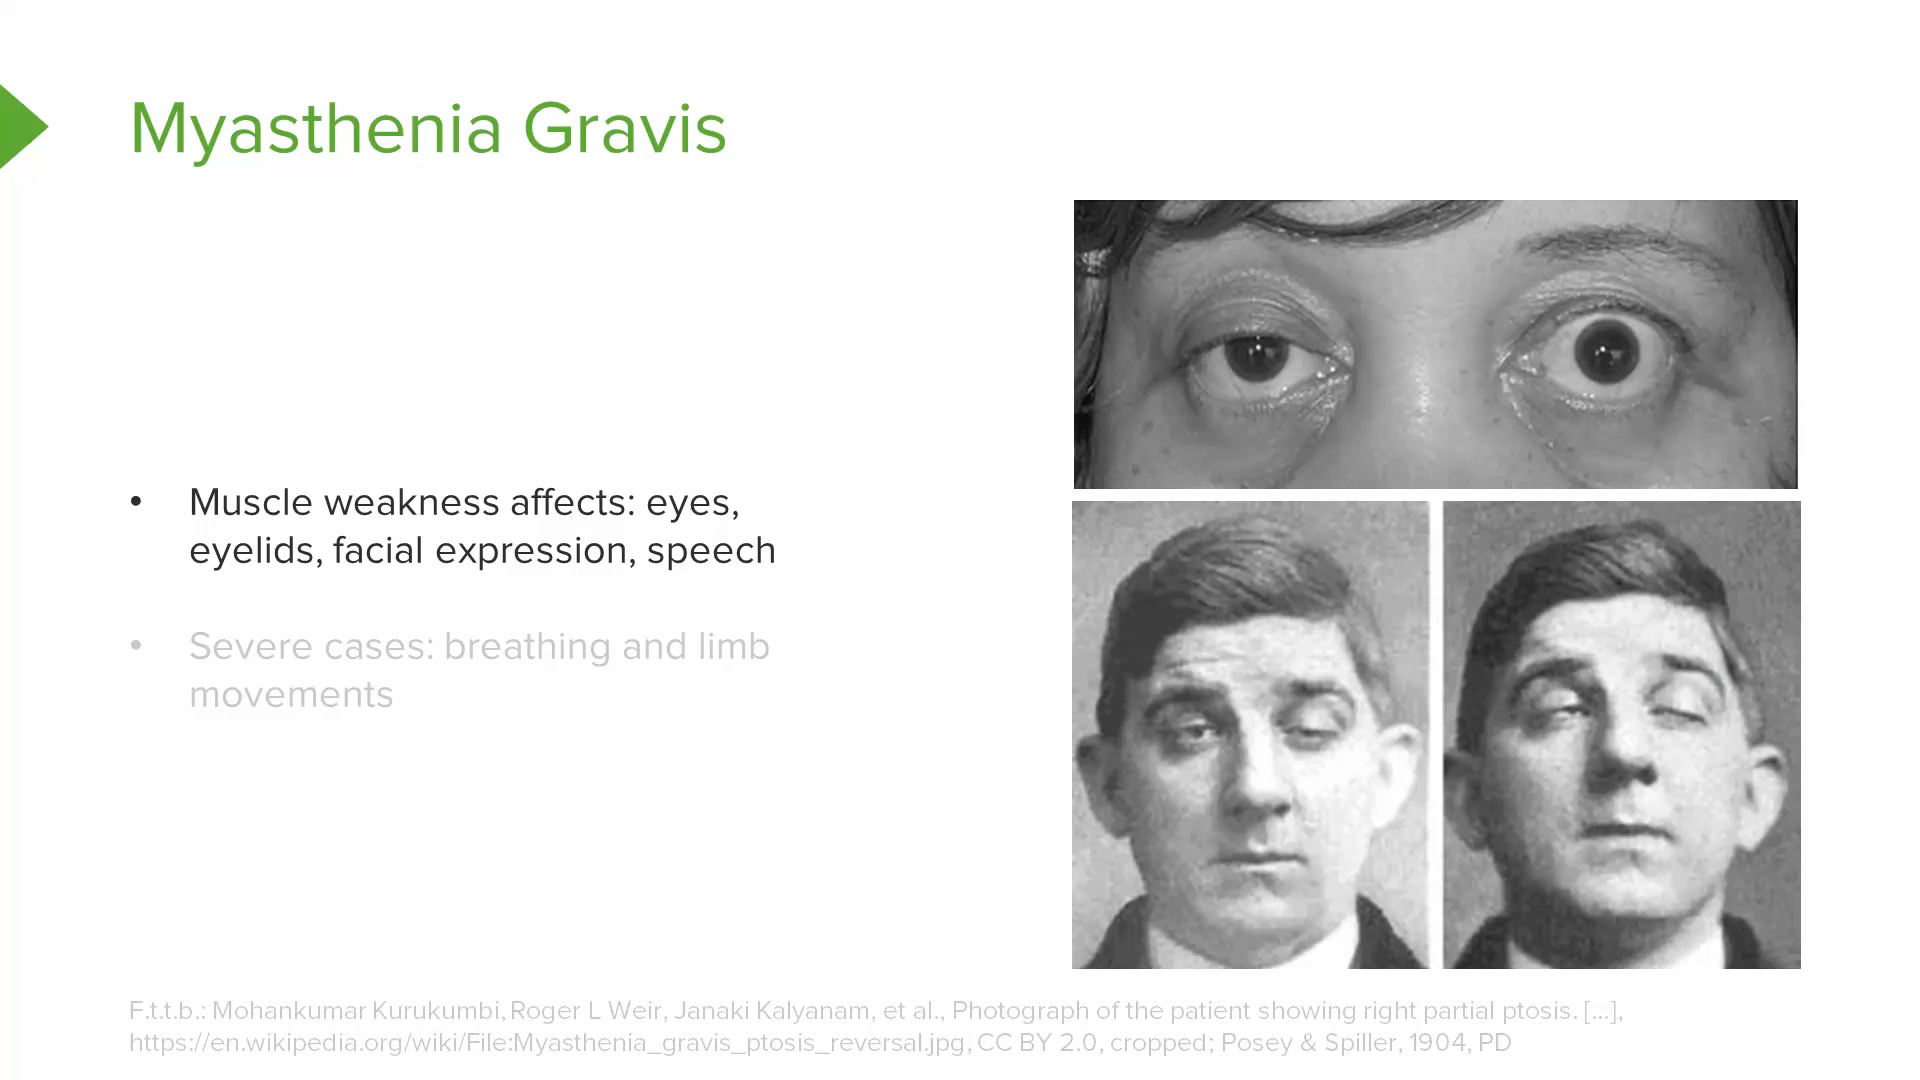 Myasthenia Gravis
• Muscle weakness affects: eyes,
eyelids, facial expression, speech
• Severe cases: breathing and limb
movements
F.t.t.b.: Mohankumar Kurukumbi, Roger L Weir, Janaki Kalyanam, et al., Photograph of the patient showing right partial ptosis. [...],
https://en.wikipedia.org/wiki/File:Myasthenia_gravis_ptosis_reversal.jpg, CC BY 2.0, cropped; Posey & Spiller, 1904, PD